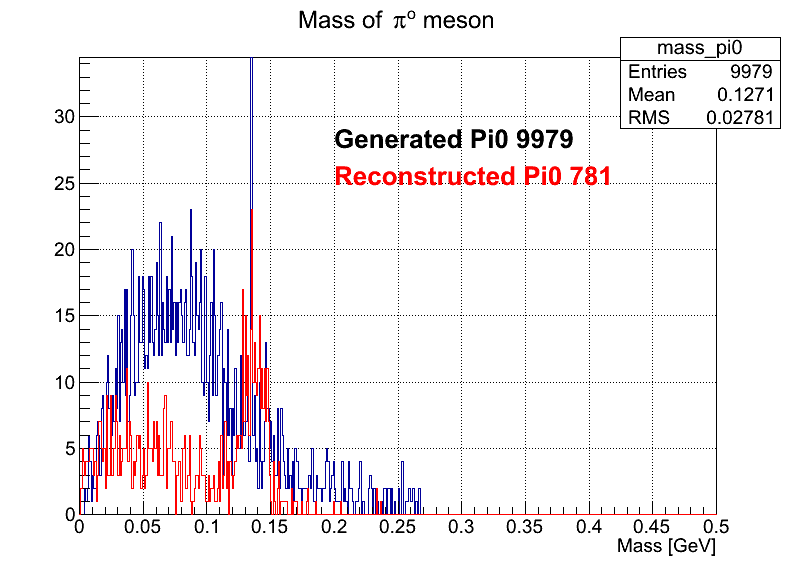 Mass of πº meson
mass_pi0
Entries 9979
Mean 0.1271
RMS 0.02781
Generated Pi0 9979
Reconstructed Pi0 781
30
25
20
15
10
5
0
0 0.05 0.1 0.15 0.2 0.25 0.3 0.35 0.4 0.45 0.5
Mass [GeV]